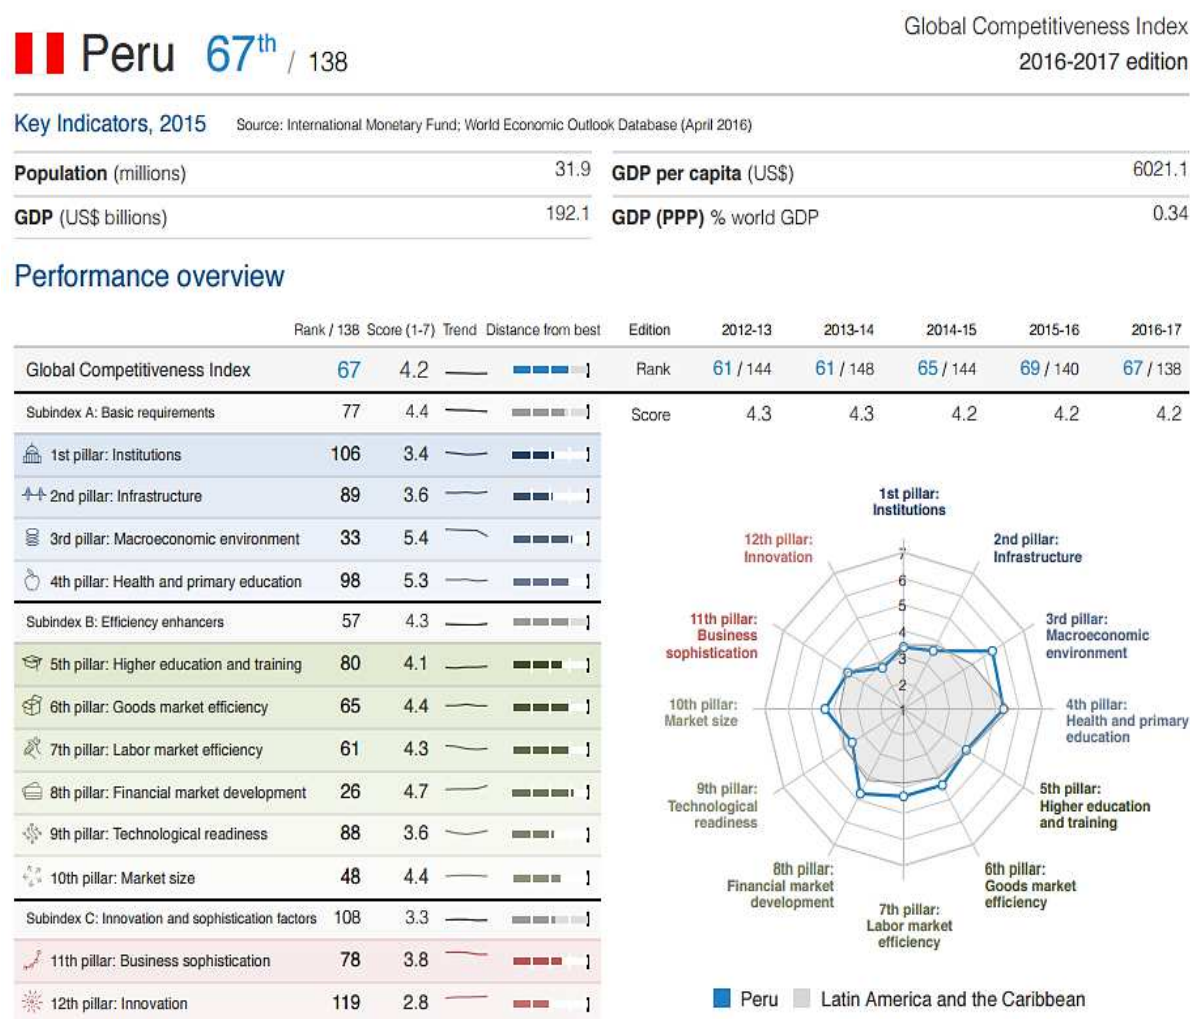 Peru 67th / 138
Global Competitiveness Index
2016-2017 edition
Key Indicators, 2015 Source: International Monetary Fund; World Economic Outlook Database (April 2016)
Population (millions) 31.9 GDP per capita (US$) 6021.1
GDP (US$ billions) 192.1 GDP (PPP) % world GDP 0.34
Performance overview
Rank / 138 Score (1-7) Trend Distance from best
Global Competitiveness Index 67 4.2
Subindex A: Basic requirements 77 4.4
1st pillar: Institutions 106 3.4
2nd pillar: Infrastructure 89 3.6
3rd pillar: Macroeconomic environment 33 5.4
4th pillar: Health and primary education 98 5.3
Subindex B: Efficiency enhancers 57 4.3
5th pillar: Higher education and training 80 4.1
6th pillar: Goods market efficiency 65 4.4
7th pillar: Labor market efficiency 61 4.3
8th pillar: Financial market development 26 4.7
9th pillar: Technological readiness 88 3.6
10th pillar: Market size 48 4.4
Subindex C: Innovation and sophistication factors 108 3.3
11th pillar: Business sophistication 78 3.8
12th pillar: Innovation 119 2.8
Edition 2012-13 2013-14 2014-15 2015-16 2016-17
Rank 61 / 144 61 / 148 65 / 144 69 / 140 67 / 138
Score 4.3 4.3 4.2 4.2 4.2
1st pillar:
Institutions
2nd pillar:
Infrastructure
3rd pillar:
Macroeconomic
environment
4th pillar:
Health and primary
education
5th pillar:
Higher education
and training
6th pillar:
Goods market
efficiency
7th pillar:
Labor market
efficiency
8th pillar:
Financial market
development
9th pillar:
Technological
readiness
10th pillar:
Market size
11th pillar:
Business
sophistication
12th pillar:
Innovation
7
6
5
4
3
2
1
Peru Latin America and the Caribbean